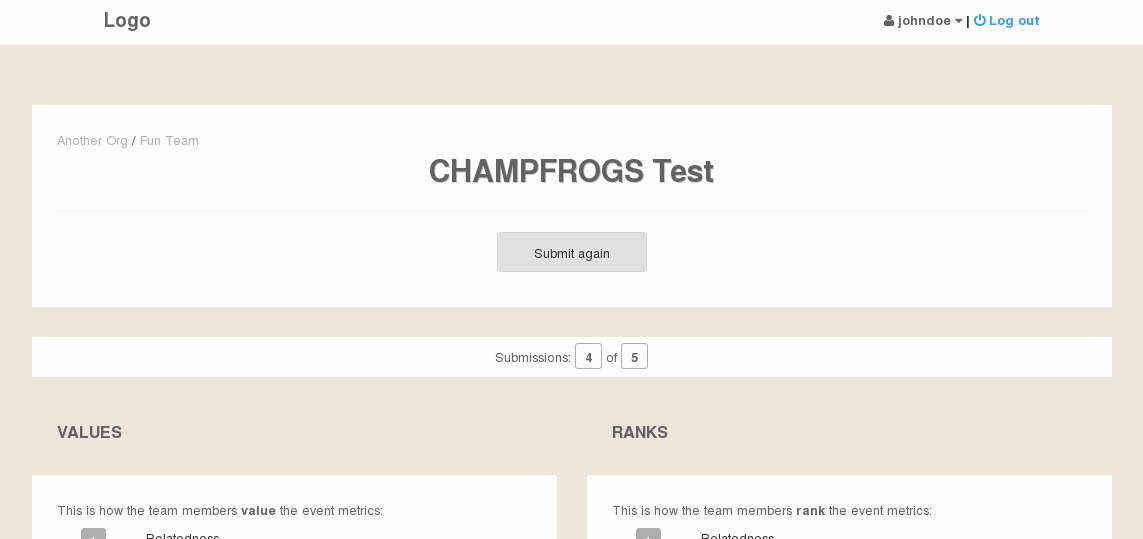 Logo
johndoe | Log out
Another Org / Fun Team
CHAMPFROGS Test
Submit again
Submissions: 4 of 5
VALUES
RANKS
This is how the team members value the event metrics:
Relatedness
This is how the team members rank the event metrics:
Relatedness